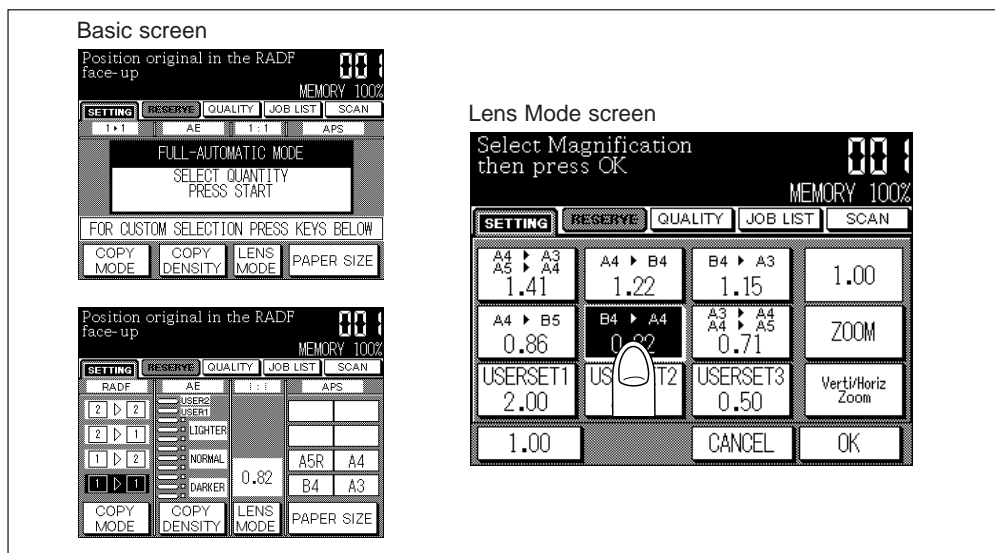 Basic screen
Position original in the RADF
face-up
001
MEMORY 100%
SETTING RESERVE QUALITY JOB LIST SCAN
1▸1 AE 1:1 APS
FULL-AUTOMATIC MODE
SELECT QUANTITY
PRESS START
FOR CUSTOM SELECTION PRESS KEYS BELOW
COPY MODE COPY DENSITY LENS MODE PAPER SIZE
Position original in the RADF
face-up
001
MEMORY 100%
SETTING RESERVE QUALITY JOB LIST SCAN
RADF AE 1:1 APS
2 ▷ 2 USER2
USER1
2 ▷ 1 LIGHTER
1 ▷ 2 NORMAL A5R A4
1 ▷ 1 DARKER 0.82 B4 A3
COPY MODE COPY DENSITY LENS MODE PAPER SIZE
Lens Mode screen
Select Magnification
then press OK
001
MEMORY 100%
SETTING RESERVE QUALITY JOB LIST SCAN
A4 ▸ A3
A5 ▸ A4
1.41
A4 ▸ B4
1.22
B4 ▸ A3
1.15
1.00
A4 ▸ B5
0.86
B4 ▸ A4
A3 ▸ A4
A4 ▸ A5
0.71
ZOOM
USERSET1
2.00
USERSET3
0.50
Verti/Horiz
Zoom
1.00 CANCEL OK